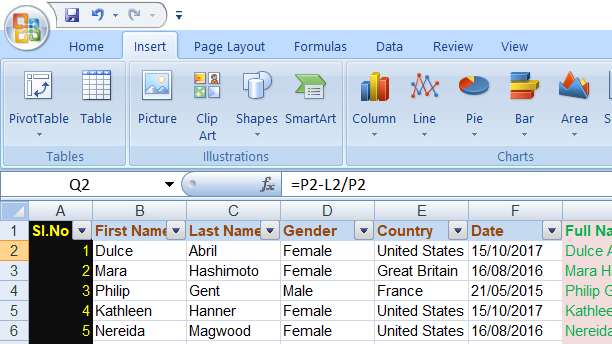 Home Insert Page Layout Formulas Data Review View
PivotTable Table Picture Clip Art Shapes SmartArt Column Line Pie Bar Area
Tables Illustrations Charts
Q2 fx =P2-L2/P2
A B C D E F
1 Sl.No First Name Last Name Gender Country Date Full Na
2 1 Dulce Abril Female United States 15/10/2017 Dulce A
3 2 Mara Hashimoto Female Great Britain 16/08/2016 Mara H
4 3 Philip Gent Male France 21/05/2015 Philip G
5 4 Kathleen Hanner Female United States 15/10/2017 Kathlee
6 5 Nereida Magwood Female United States 16/08/2016 Nereida